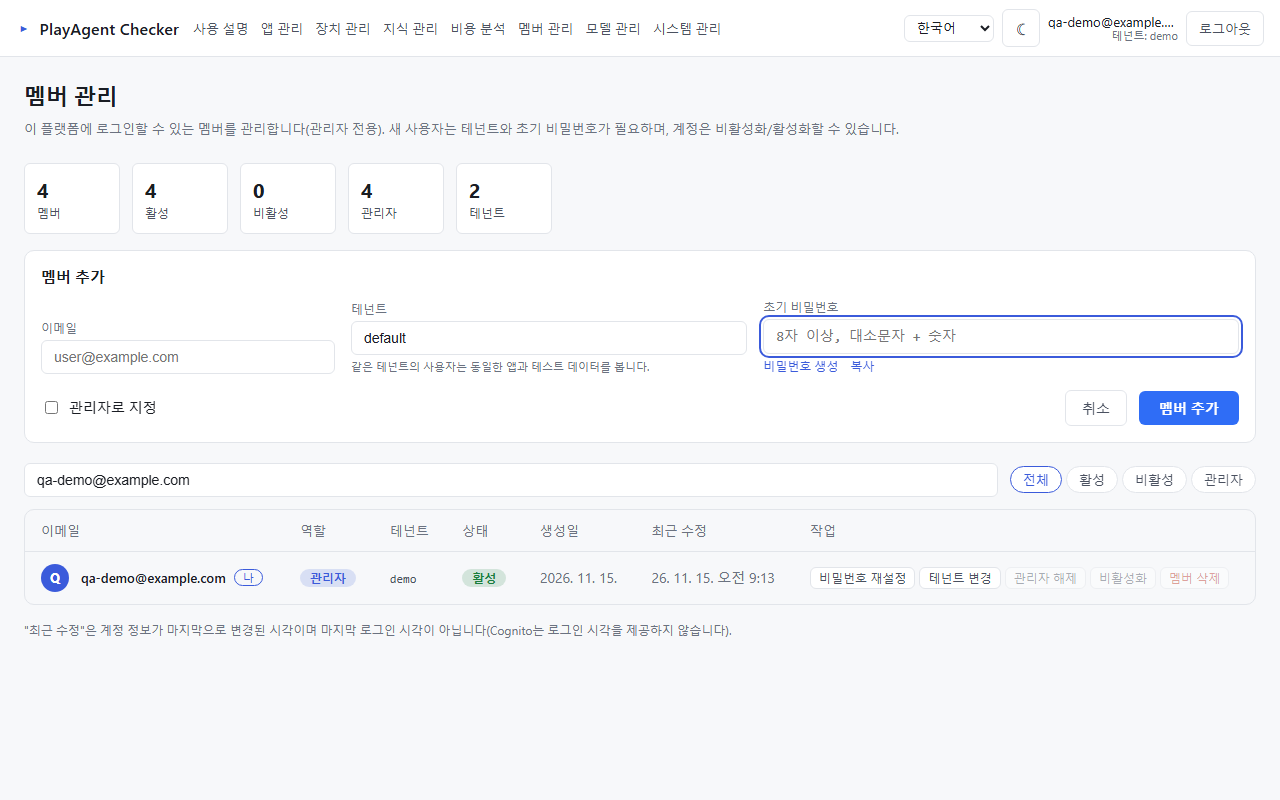 PlayAgent Checker 사용 설명 앱 관리 장치 관리 지식 관리 비용 분석 멤버 관리 모델 관리 시스템 관리 한국어 qa-demo@example.... 로그아웃
테넌트: demo
멤버 관리
이 플랫폼에 로그인할 수 있는 멤버를 관리합니다(관리자 전용). 새 사용자는 테넌트와 초기 비밀번호가 필요하며, 계정은 비활성화/활성화할 수 있습니다.
4 4 0 4 2
멤버 활성 비활성 관리자 테넌트
멤버 추가
이메일
user@example.com
테넌트
default
같은 테넌트의 사용자는 동일한 앱과 테스트 데이터를 봅니다.
초기 비밀번호
8자 이상, 대소문자 + 숫자
비밀번호 생성 복사
관리자로 지정 취소 멤버 추가
qa-demo@example.com 전체 활성 비활성 관리자
이메일 역할 테넌트 상태 생성일 최근 수정 작업
Q qa-demo@example.com 나 관리자 demo 활성 2026. 11. 15. 26. 11. 15. 오전 9:13 비밀번호 재설정 테넌트 변경 관리자 해제 비활성화 멤버 삭제
"최근 수정"은 계정 정보가 마지막으로 변경된 시각이며 마지막 로그인 시각이 아닙니다(Cognito는 로그인 시각을 제공하지 않습니다).